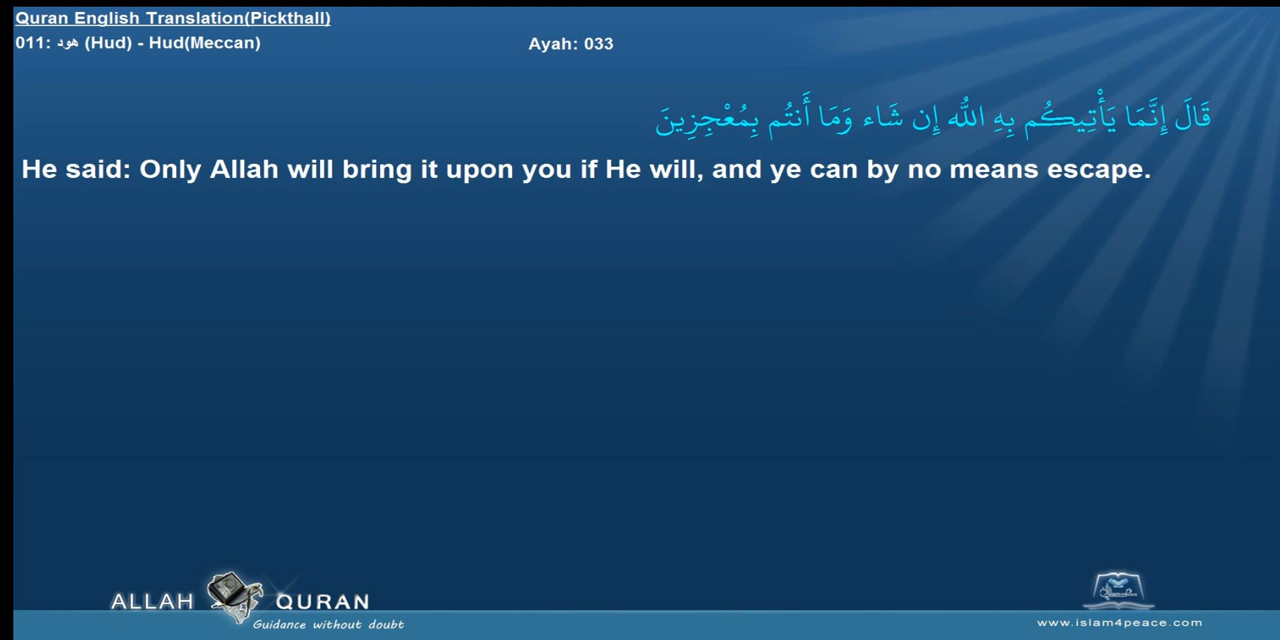 Quran English Translation(Pickthall)
011: هود (Hud) - Hud(Meccan)
Ayah: 033
قَالَ إِنَّمَا يَأْتِيكُم بِهِ اللَّهُ إِن شَاء وَمَا أَنتُم بِمُعْجِزِينَ
He said: Only Allah will bring it upon you if He will, and ye can by no means escape.
ALLAH QURAN
Guidance without doubt
www.islam4peace.com